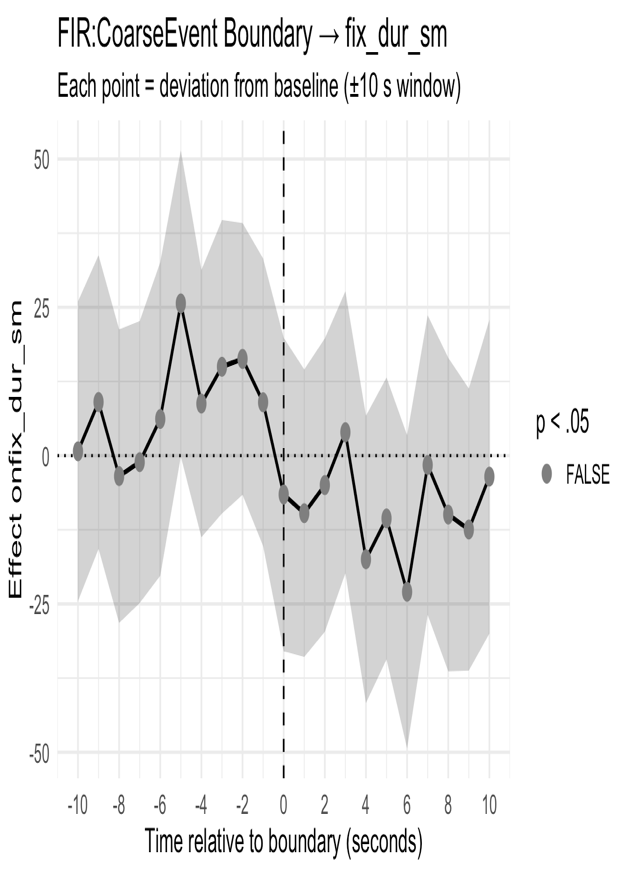 FIR:CoarseEvent Boundary → fix_dur_sm
Each point = deviation from baseline (±10 s window)
Effect onfix_dur_sm
50
25
0
-25
-50
-10 -8 -6 -4 -2 0 2 4 6 8 10
Time relative to boundary (seconds)
p < .05
FALSE